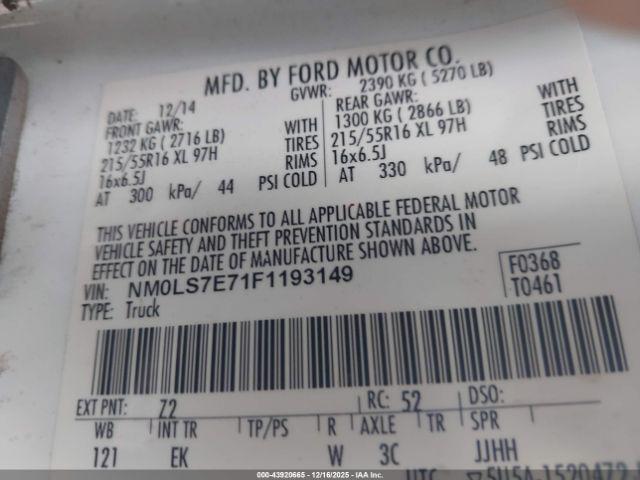 MFD. BY FORD MOTOR CO.
DATE: 12/14 GVWR: 2390 KG ( 5270 LB)
FRONT GAWR: REAR GAWR: WITH
1232 KG ( 2716 LB) WITH 1300 KG ( 2866 LB) TIRES
215/55R16 XL 97H TIRES 215/55R16 XL 97H RIMS
16x6.5J RIMS 16x6.5J
AT 300 kPa/ 44 PSI COLD AT 330 kPa/ 48 PSI COLD
THIS VEHICLE CONFORMS TO ALL APPLICABLE FEDERAL MOTOR
VEHICLE SAFETY AND THEFT PREVENTION STANDARDS IN
EFFECT ON THE DATE OF MANUFACTURE SHOWN ABOVE.
VIN: NM0LS7E71F1193149 F0368
TYPE: Truck T0461
EXT PNT: Z2 RC: 52 DSO:
WB INT TR TP/PS R AXLE TR SPR
121 EK W 3C JJHH
UTC
000-43920665 - 12/16/2025 - IAAI.com